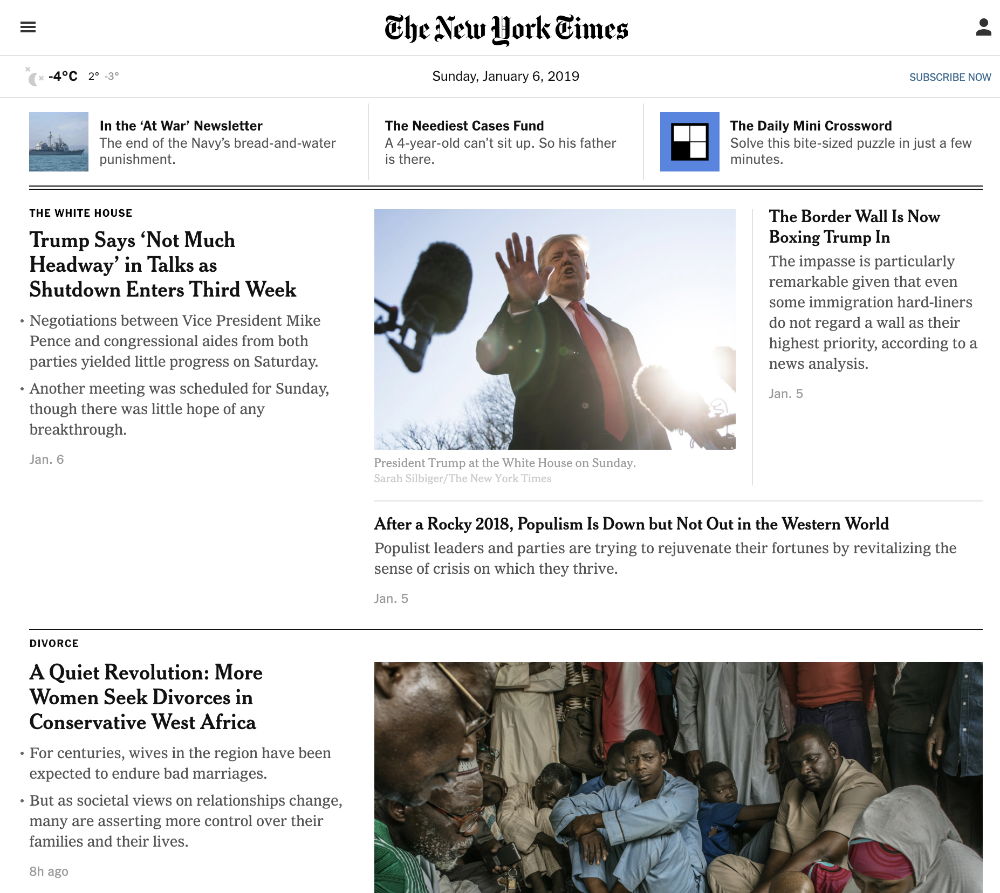 The New York Times
-4°C 2° -3°
Sunday, January 6, 2019
SUBSCRIBE NOW
In the ‘At War’ Newsletter
The end of the Navy’s bread-and-water
punishment.
The Neediest Cases Fund
A 4-year-old can’t sit up. So his father
is there.
The Daily Mini Crossword
Solve this bite-sized puzzle in just a few
minutes.
THE WHITE HOUSE
Trump Says ‘Not Much
Headway’ in Talks as
Shutdown Enters Third Week
Negotiations between Vice President Mike
Pence and congressional aides from both
parties yielded little progress on Saturday.
Another meeting was scheduled for Sunday,
though there was little hope of any
breakthrough.
Jan. 6
President Trump at the White House on Sunday.
Sarah Silbiger/The New York Times
The Border Wall Is Now
Boxing Trump In
The impasse is particularly
remarkable given that even
some immigration hard-liners
do not regard a wall as their
highest priority, according to a
news analysis.
Jan. 5
After a Rocky 2018, Populism Is Down but Not Out in the Western World
Populist leaders and parties are trying to rejuvenate their fortunes by revitalizing the
sense of crisis on which they thrive.
Jan. 5
DIVORCE
A Quiet Revolution: More
Women Seek Divorces in
Conservative West Africa
For centuries, wives in the region have been
expected to endure bad marriages.
But as societal views on relationships change,
many are asserting more control over their
families and their lives.
8h ago